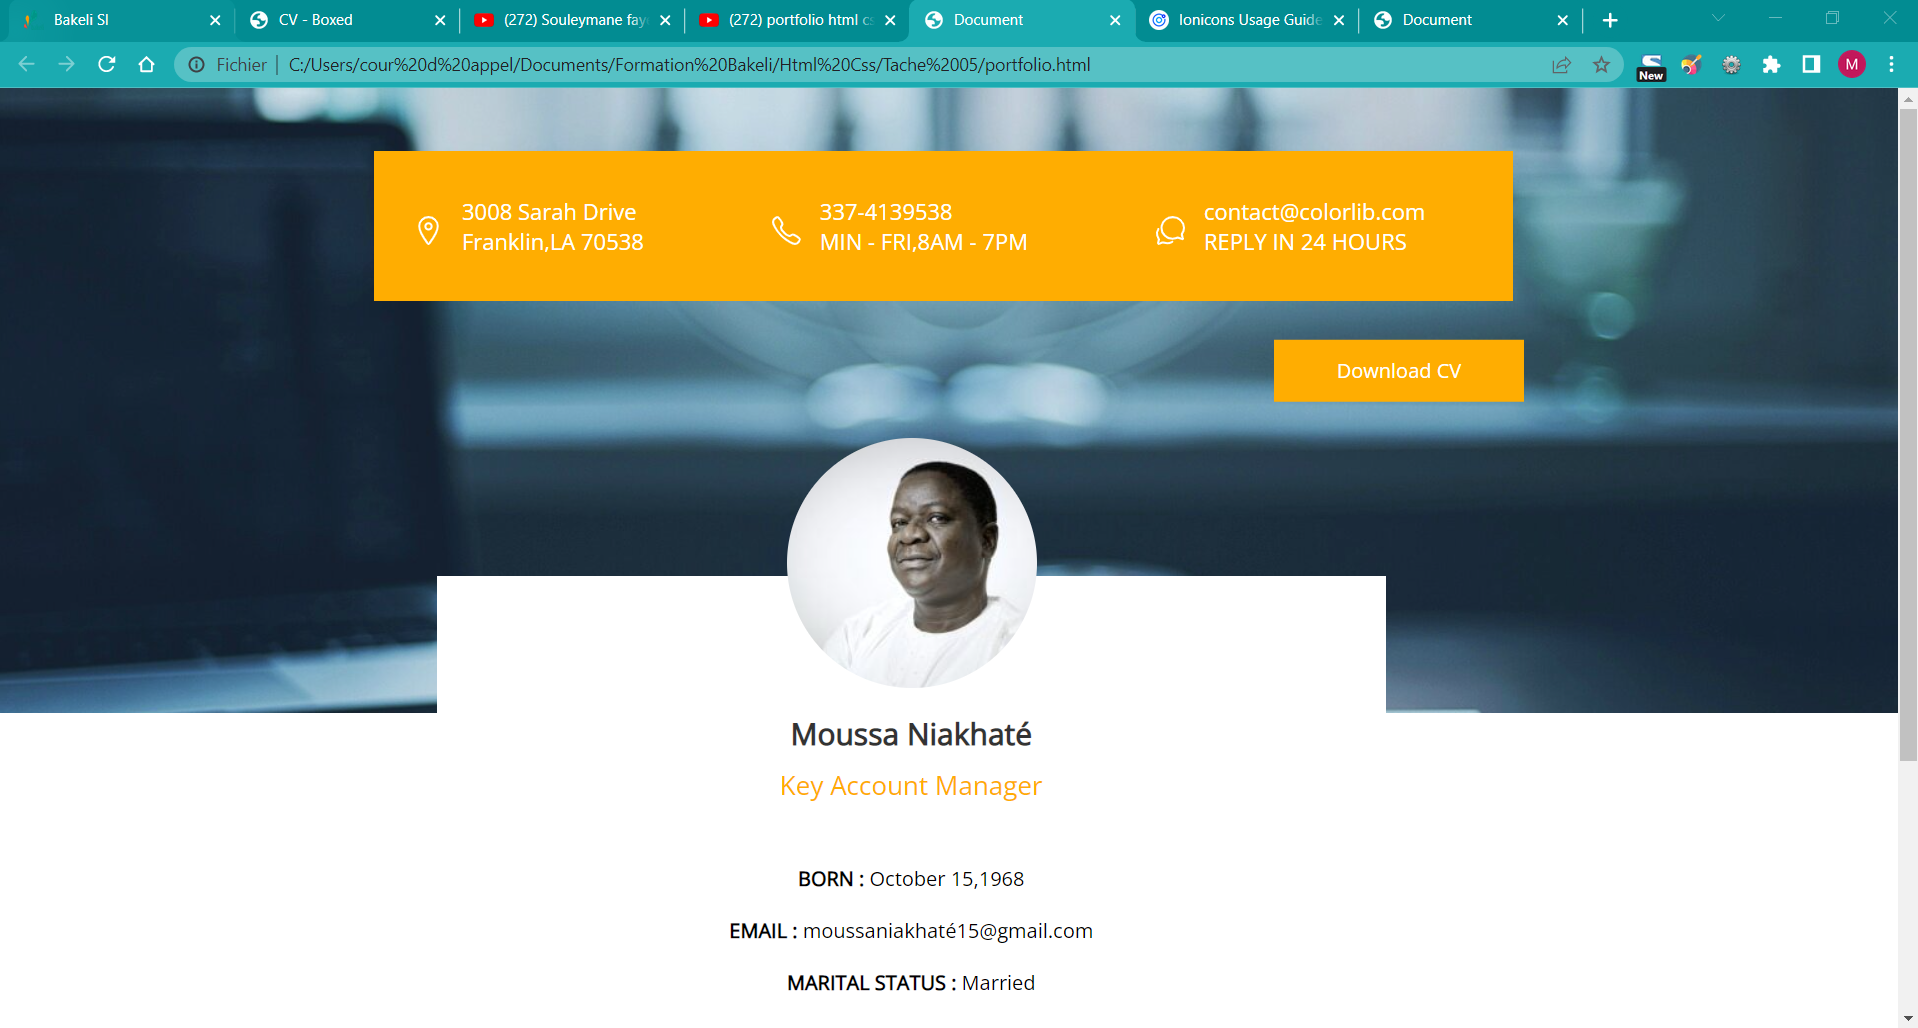 Bakeli SI
CV - Boxed
(272) Souleymane fay
(272) portfolio html cs
Document
Ionicons Usage Guide
Document
Fichier
C:/Users/cour%20d%20appel/Documents/Formation%20Bakeli/Html%20Css/Tache%2005/portfolio.html
New
M
3008 Sarah Drive
Franklin,LA 70538
337-4139538
MIN - FRI,8AM - 7PM
contact@colorlib.com
REPLY IN 24 HOURS
Download CV
Moussa Niakhaté
Key Account Manager
BORN : October 15,1968
EMAIL : moussaniakhaté15@gmail.com
MARITAL STATUS : Married